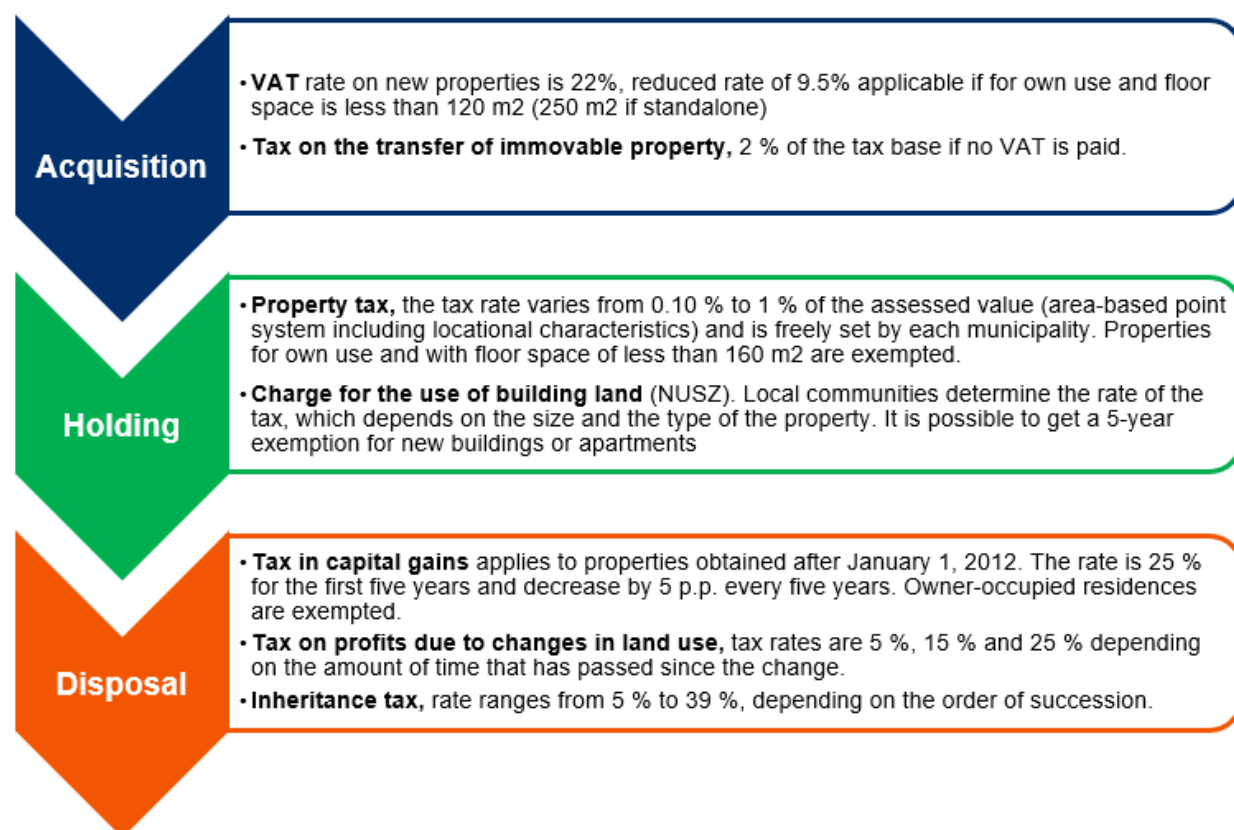 Acquisition
• VAT rate on new properties is 22%, reduced rate of 9.5% applicable if for own use and floor
space is less than 120 m2 (250 m2 if standalone)
• Tax on the transfer of immovable property, 2 % of the tax base if no VAT is paid.
Holding
• Property tax, the tax rate varies from 0.10 % to 1 % of the assessed value (area-based point
system including locational characteristics) and is freely set by each municipality. Properties
for own use and with floor space of less than 160 m2 are exempted.
• Charge for the use of building land (NUSZ). Local communities determine the rate of the
tax, which depends on the size and the type of the property. It is possible to get a 5-year
exemption for new buildings or apartments
Disposal
• Tax in capital gains applies to properties obtained after January 1, 2012. The rate is 25 %
for the first five years and decrease by 5 p.p. every five years. Owner-occupied residences
are exempted.
• Tax on profits due to changes in land use, tax rates are 5 %, 15 % and 25 % depending
on the amount of time that has passed since the change.
• Inheritance tax, rate ranges from 5 % to 39 %, depending on the order of succession.